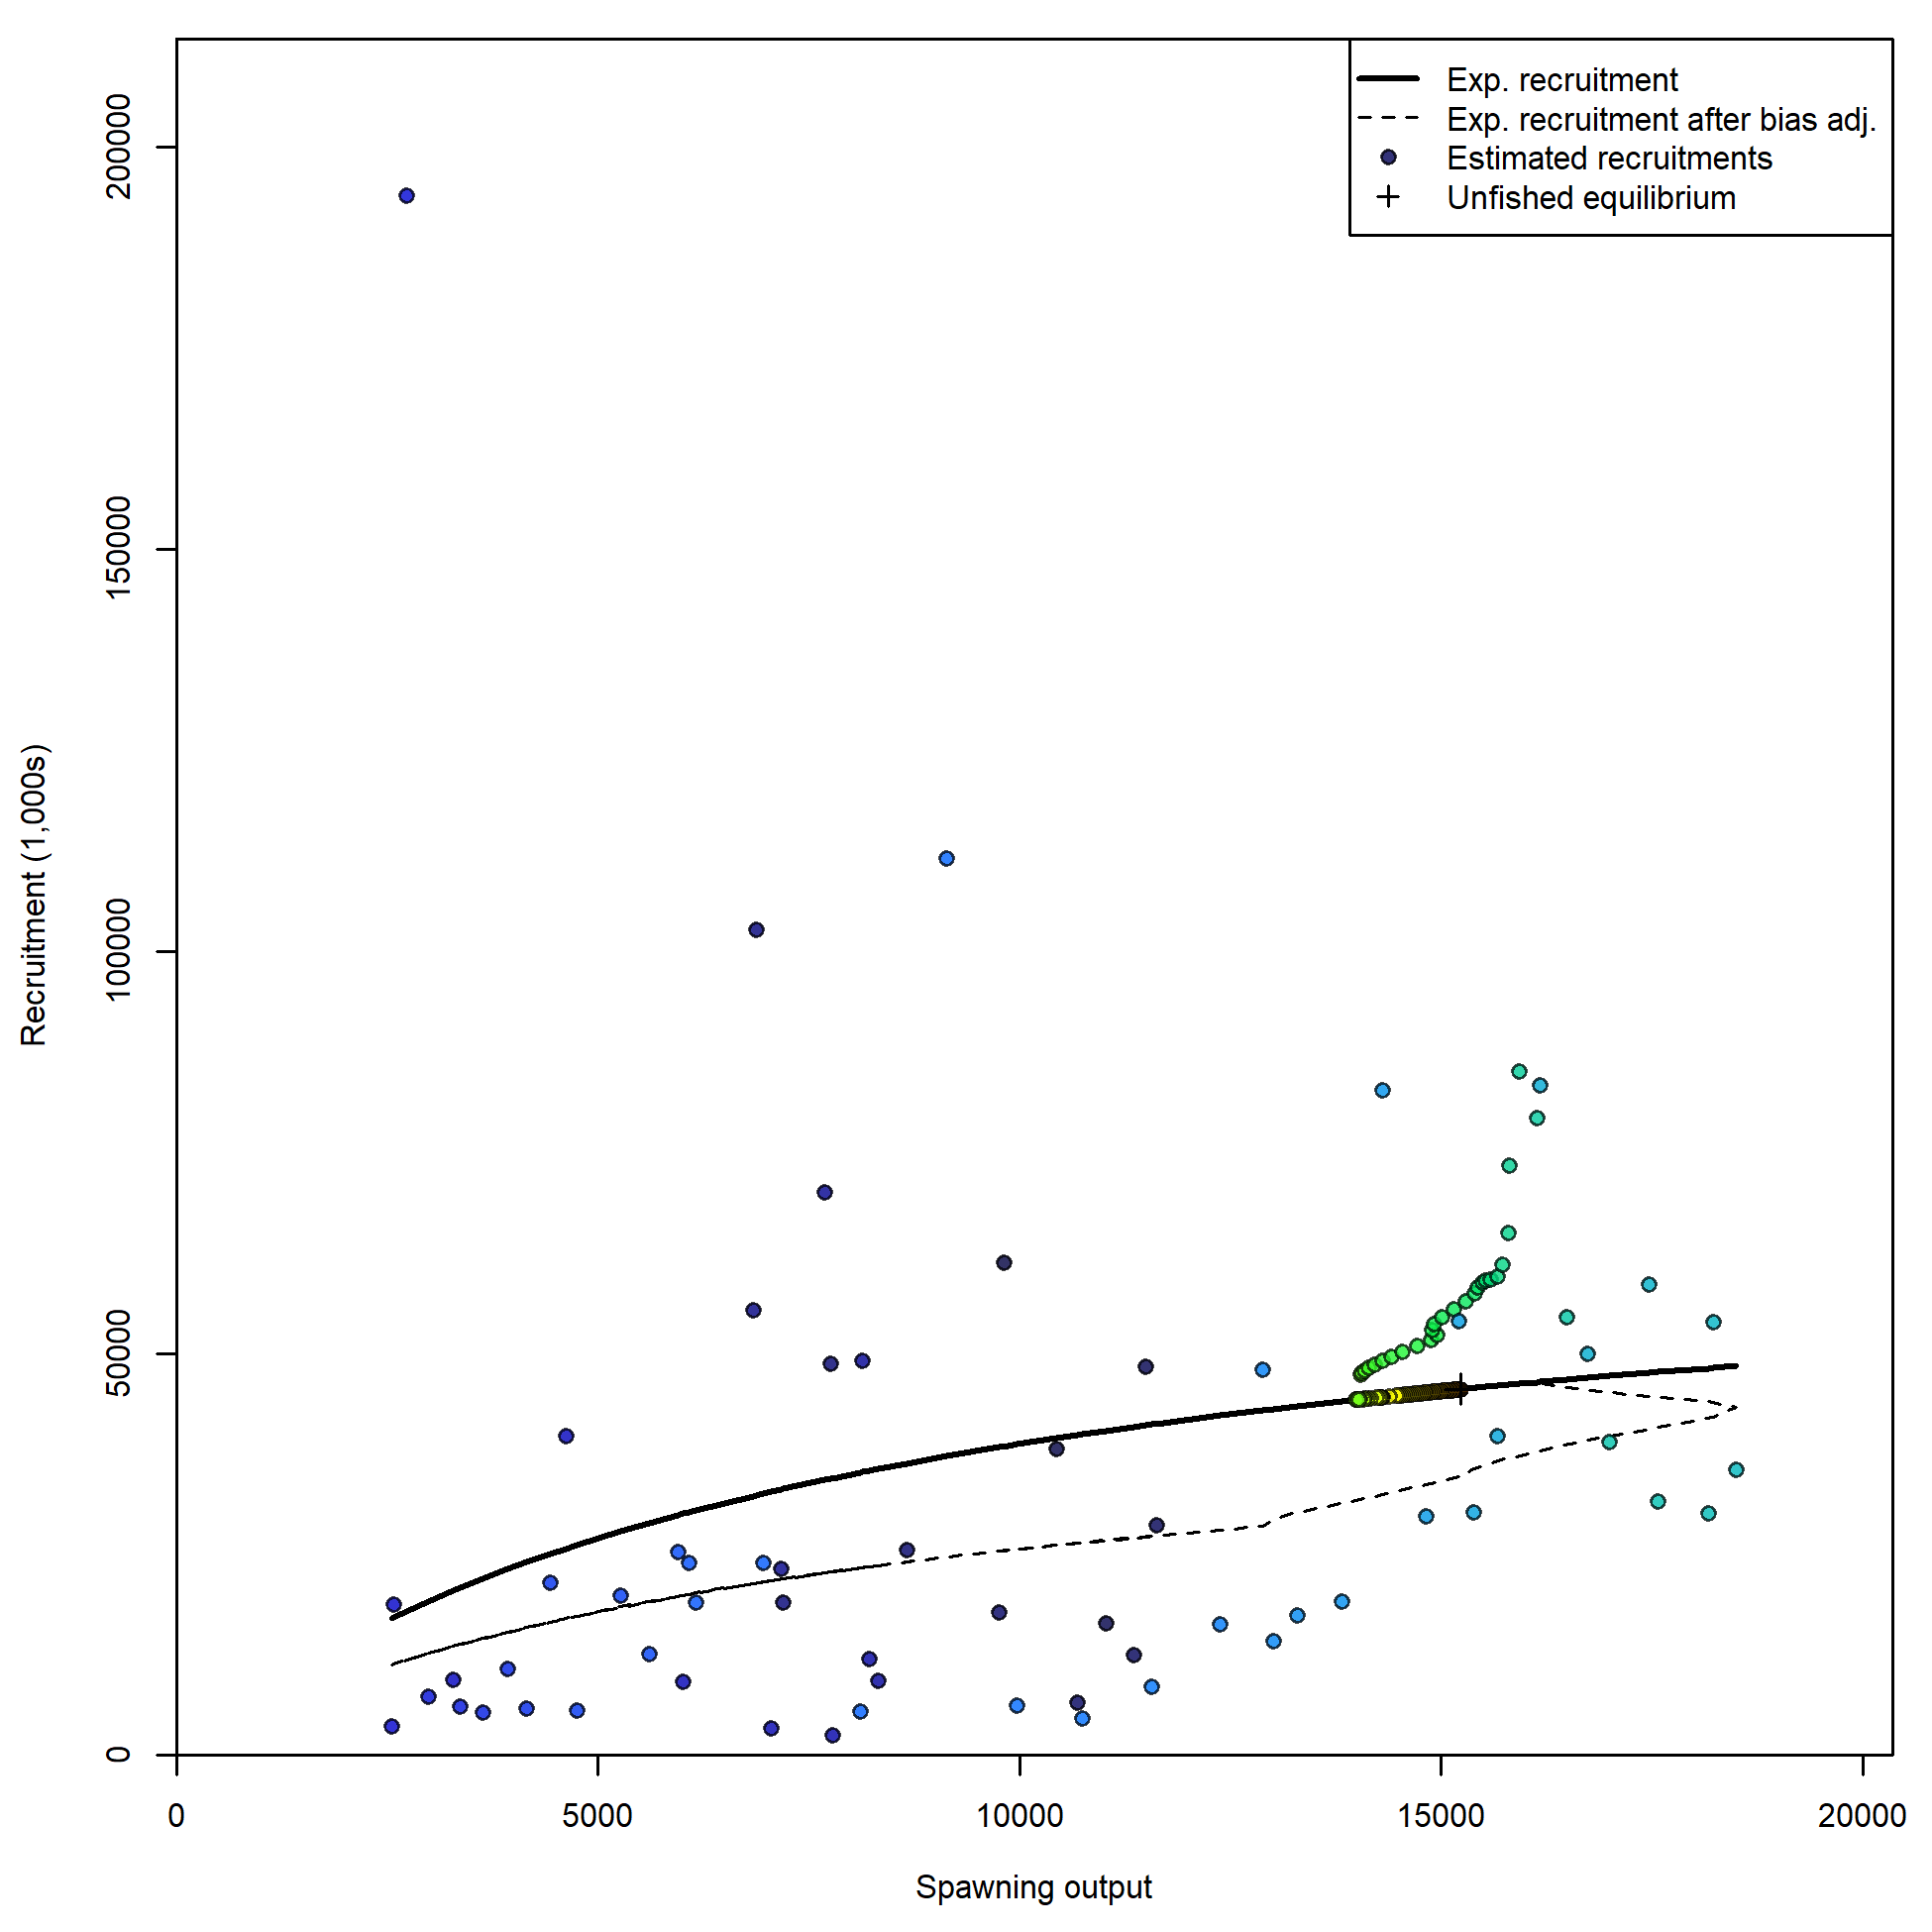 Exp. recruitment
Exp. recruitment after bias adj.
Estimated recruitments
Unfished equilibrium
200000
150000
100000
50000
0
Recruitment (1,000s)
0 5000 10000 15000 20000
Spawning output